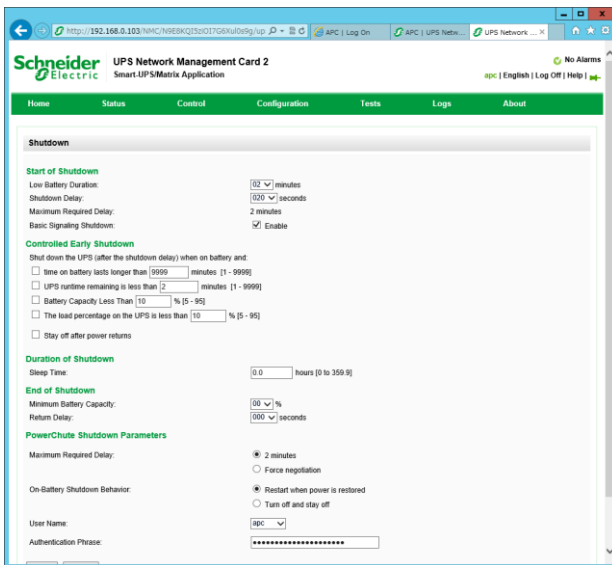 http://192.168.0.103/NMC/N9E8KQI5ziOI7G6Xul0s9g/up
APC | Log On
APC | UPS Netw...
UPS Network ...
Schneider Electric
UPS Network Management Card 2
Smart-UPS/Matrix Application
No Alarms
apc | English | Log Off | Help |
Home Status Control Configuration Tests Logs About
Shutdown
Start of Shutdown
Low Battery Duration: 02 minutes
Shutdown Delay: 020 seconds
Maximum Required Delay: 2 minutes
Basic Signaling Shutdown: Enable
Controlled Early Shutdown
Shut down the UPS (after the shutdown delay) when on battery and:
time on battery lasts longer than 9999 minutes [1 - 9999]
UPS runtime remaining is less than 2 minutes [1 - 9999]
Battery Capacity Less Than 10 % [5 - 95]
The load percentage on the UPS is less than 10 % [5 - 95]
Stay off after power returns
Duration of Shutdown
Sleep Time: 0.0 hours [0 to 359.9]
End of Shutdown
Minimum Battery Capacity: 00 %
Return Delay: 000 seconds
PowerChute Shutdown Parameters
Maximum Required Delay: 2 minutes
Force negotiation
On-Battery Shutdown Behavior: Restart when power is restored
Turn off and stay off
User Name: apc
Authentication Phrase: •••••••••••••••••••••